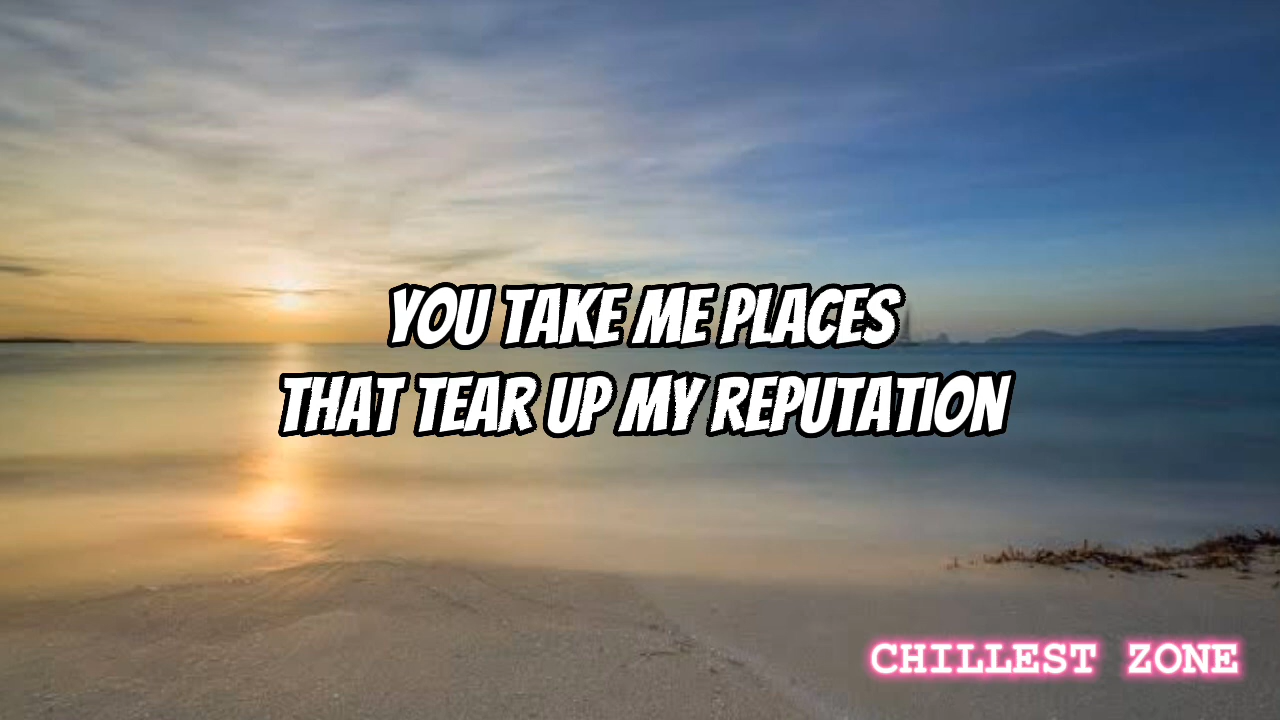 YOU TAKE ME PLACES
THAT TEAR UP MY REPUTATION
CHILLEST ZONE